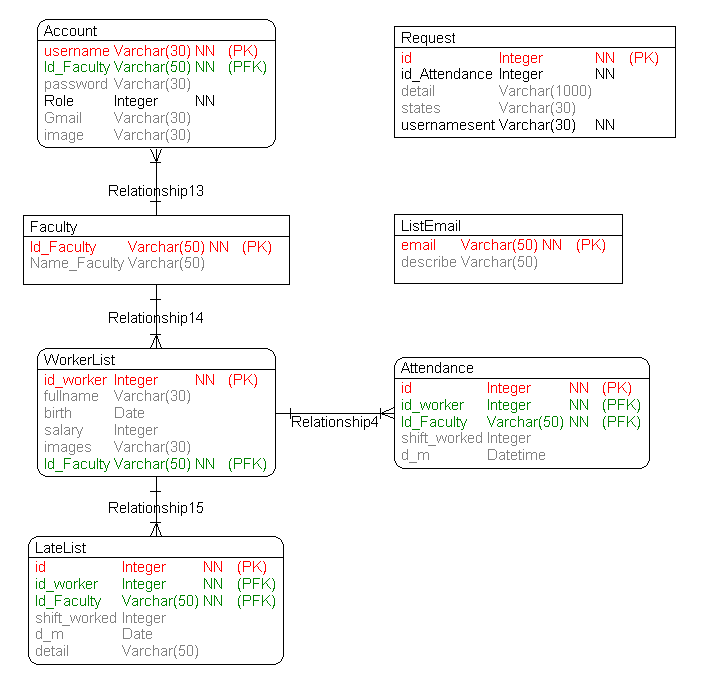 Account
username Varchar(30) NN (PK)
Id_Faculty Varchar(50) NN (PFK)
password Varchar(30)
Role Integer NN
Gmail Varchar(30)
image Varchar(30)
Request
id Integer NN (PK)
id_Attendance Integer NN
detail Varchar(1000)
states Varchar(30)
usernamesent Varchar(30) NN
Relationship13
Faculty
Id_Faculty Varchar(50) NN (PK)
Name_Faculty Varchar(50)
ListEmail
email Varchar(50) NN (PK)
describe Varchar(50)
Relationship14
WorkerList
id_worker Integer NN (PK)
fullname Varchar(30)
birth Date
salary Integer
images Varchar(30)
Id_Faculty Varchar(50) NN (PFK)
Relationship4
Attendance
id Integer NN (PK)
id_worker Integer NN (PFK)
Id_Faculty Varchar(50) NN (PFK)
shift_worked Integer
d_m Datetime
Relationship15
LateList
id Integer NN (PK)
id_worker Integer NN (PFK)
Id_Faculty Varchar(50) NN (PFK)
shift_worked Integer
d_m Date
detail Varchar(50)